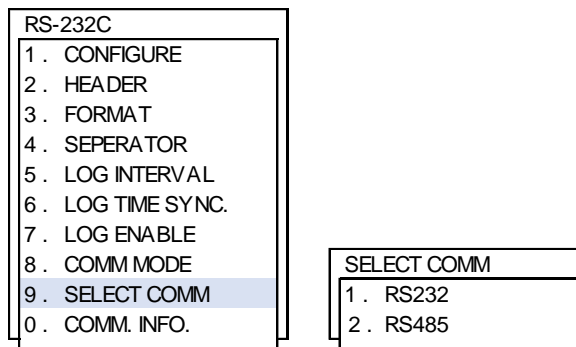 RS-232C
1. CONFIGURE
2. HEADER
3. FORMAT
4. SEPERATOR
5. LOG INTERVAL
6. LOG TIME SYNC.
7. LOG ENABLE
8. COMM MODE
9. SELECT COMM
0. COMM. INFO.
SELECT COMM
1. RS232
2. RS485